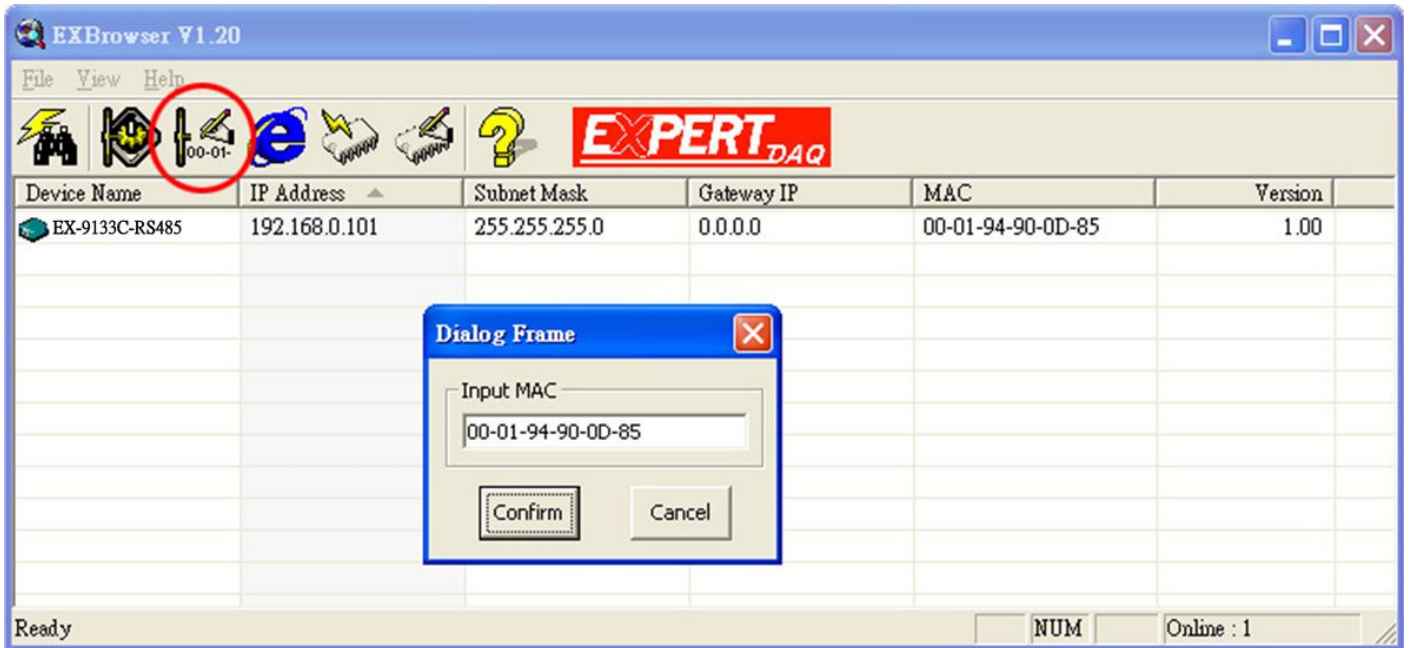 EXBrowser V1.20
File View Help
00-01-
EXPERT DAQ
Device Name IP Address Subnet Mask Gateway IP MAC Version
EX-9133C-RS485 192.168.0.101 255.255.255.0 0.0.0.0 00-01-94-90-0D-85 1.00
Dialog Frame
Input MAC
00-01-94-90-0D-85
Confirm Cancel
Ready NUM Online : 1